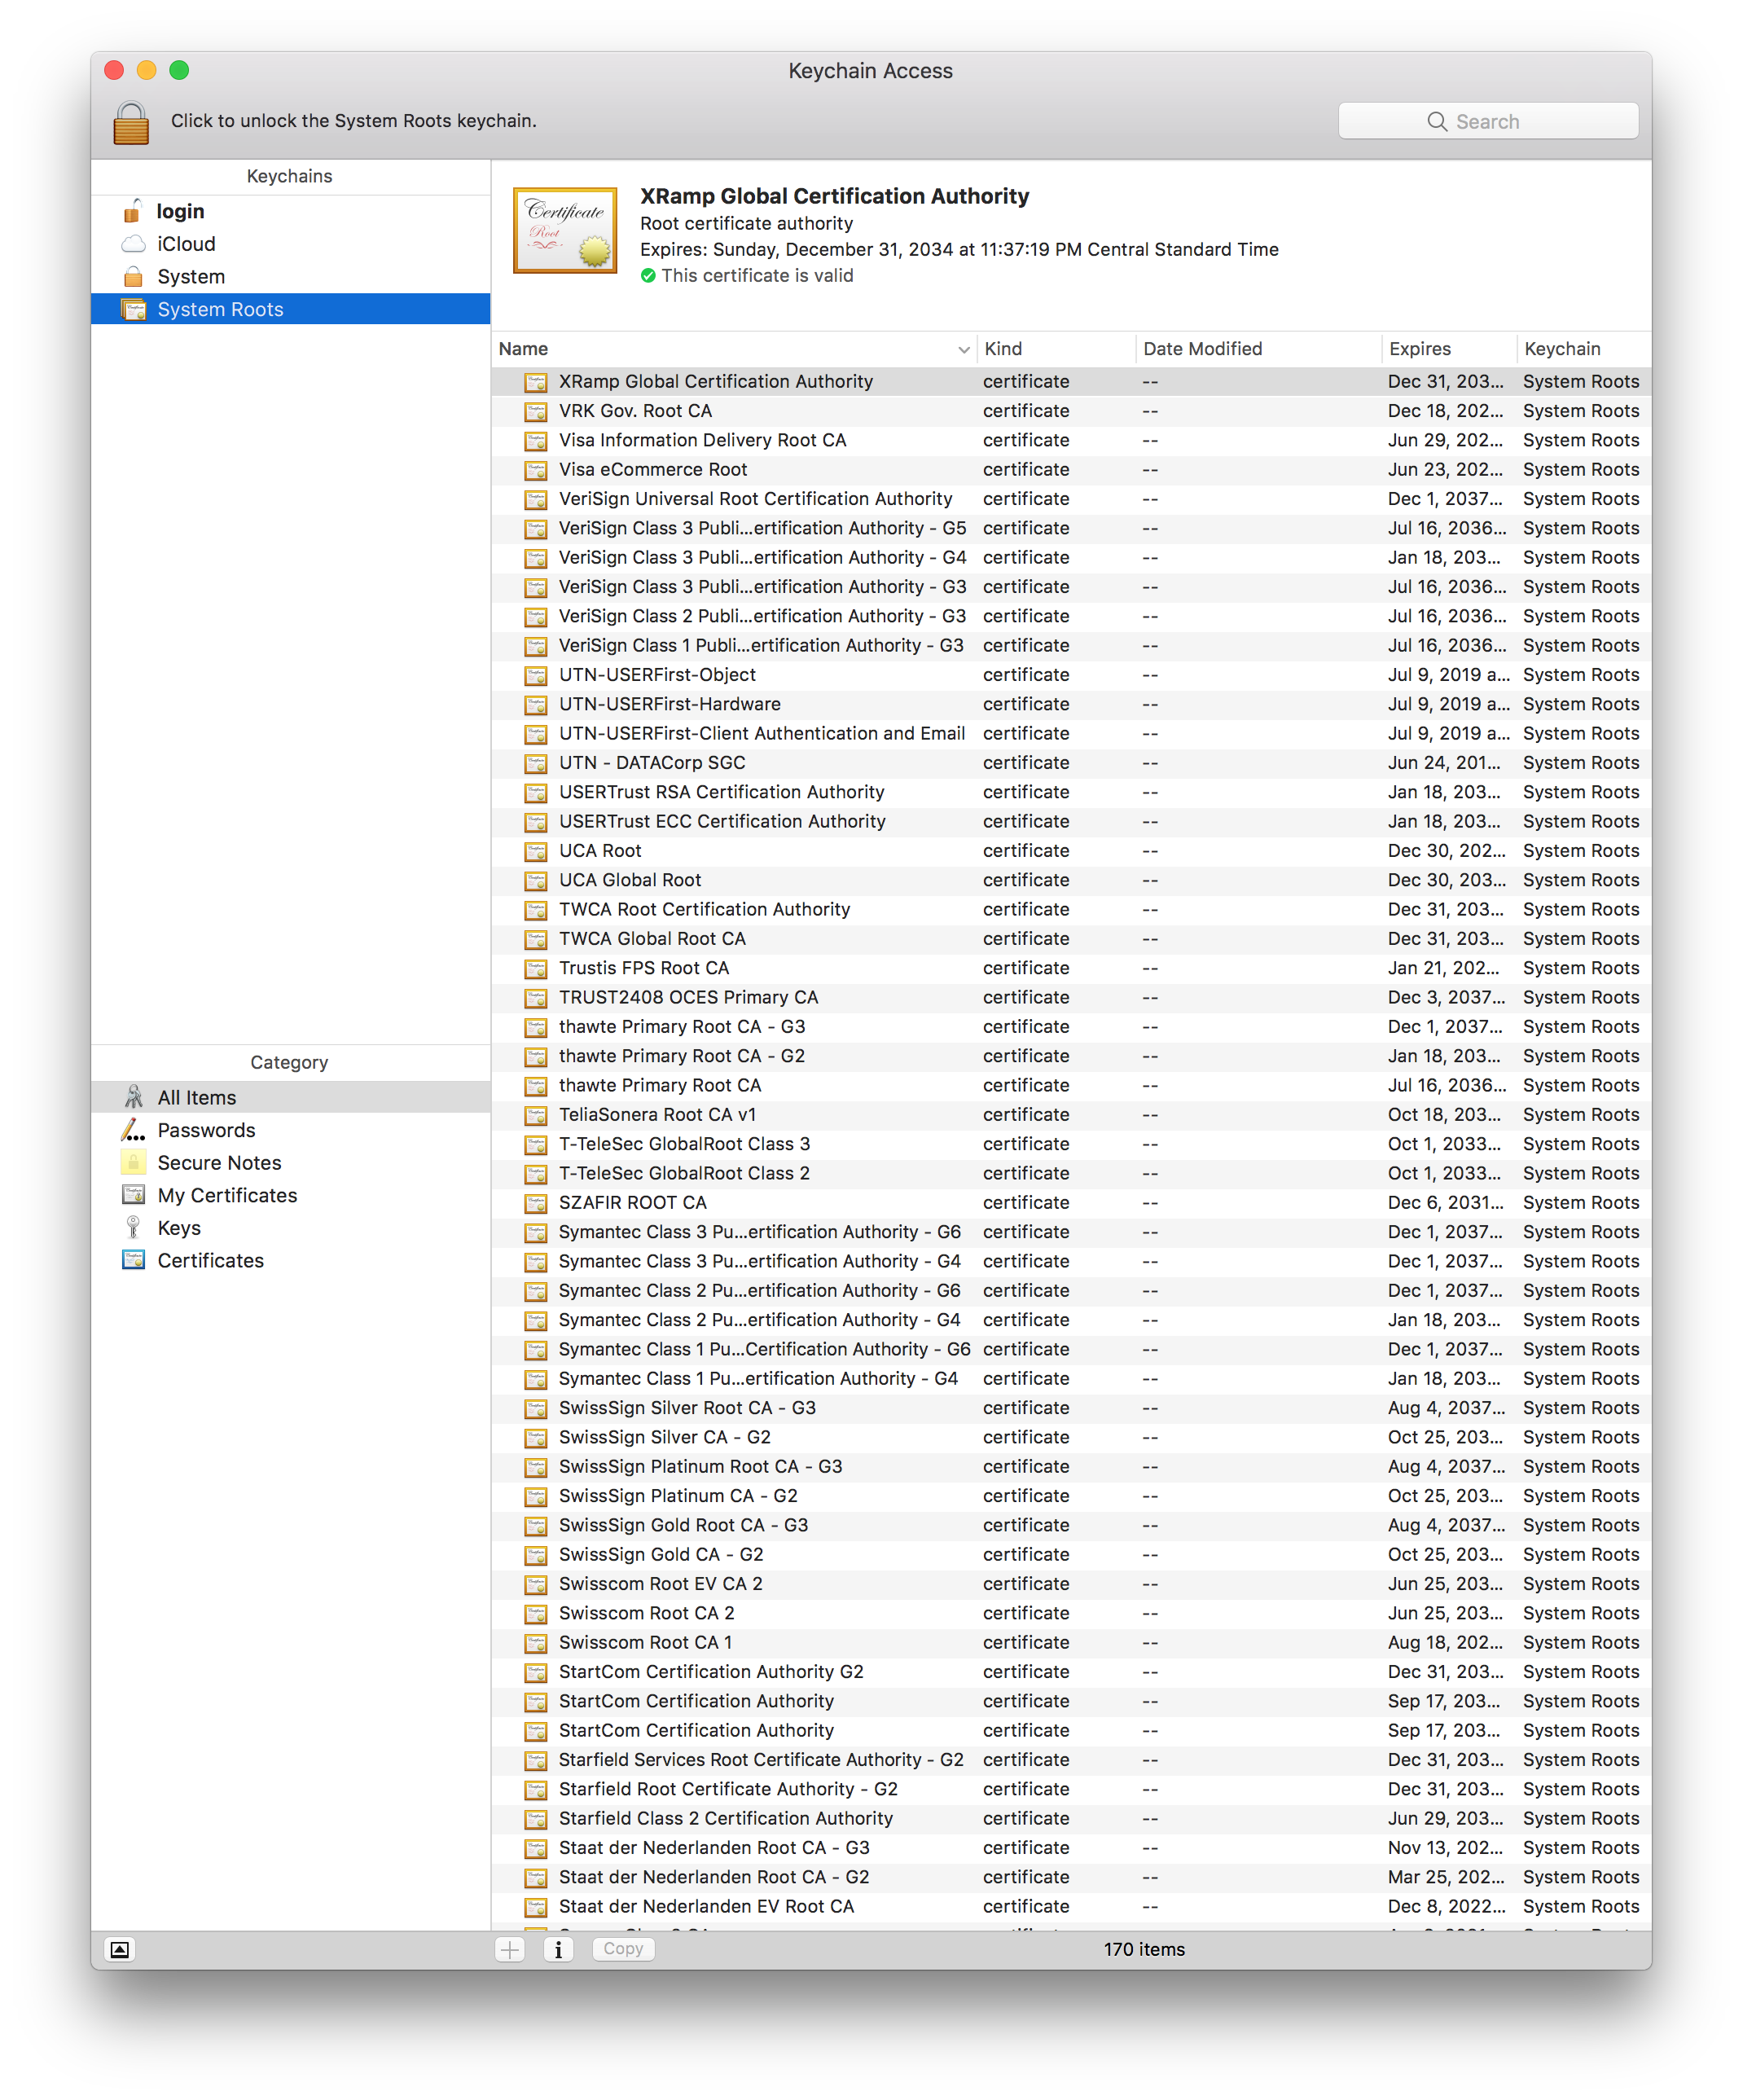 Keychain Access
Click to unlock the System Roots keychain.
Search
Keychains
login
iCloud
System
System Roots
Category
All Items
Passwords
Secure Notes
My Certificates
Keys
Certificates
Certificate
Root
XRamp Global Certification Authority
Root certificate authority
Expires: Sunday, December 31, 2034 at 11:37:19 PM Central Standard Time
This certificate is valid
Name Kind Date Modified Expires Keychain
XRamp Global Certification Authority certificate -- Dec 31, 203... System Roots
VRK Gov. Root CA certificate -- Dec 18, 202... System Roots
Visa Information Delivery Root CA certificate -- Jun 29, 202... System Roots
Visa eCommerce Root certificate -- Jun 23, 202... System Roots
VeriSign Universal Root Certification Authority certificate -- Dec 1, 2037... System Roots
VeriSign Class 3 Publi...ertification Authority - G5 certificate -- Jul 16, 2036... System Roots
VeriSign Class 3 Publi...ertification Authority - G4 certificate -- Jan 18, 203... System Roots
VeriSign Class 3 Publi...ertification Authority - G3 certificate -- Jul 16, 2036... System Roots
VeriSign Class 2 Publi...ertification Authority - G3 certificate -- Jul 16, 2036... System Roots
VeriSign Class 1 Publi...ertification Authority - G3 certificate -- Jul 16, 2036... System Roots
UTN-USERFirst-Object certificate -- Jul 9, 2019 a... System Roots
UTN-USERFirst-Hardware certificate -- Jul 9, 2019 a... System Roots
UTN-USERFirst-Client Authentication and Email certificate -- Jul 9, 2019 a... System Roots
UTN - DATACorp SGC certificate -- Jun 24, 201... System Roots
USERTrust RSA Certification Authority certificate -- Jan 18, 203... System Roots
USERTrust ECC Certification Authority certificate -- Jan 18, 203... System Roots
UCA Root certificate -- Dec 30, 202... System Roots
UCA Global Root certificate -- Dec 30, 203... System Roots
TWCA Root Certification Authority certificate -- Dec 31, 203... System Roots
TWCA Global Root CA certificate -- Dec 31, 203... System Roots
Trustis FPS Root CA certificate -- Jan 21, 202... System Roots
TRUST2408 OCES Primary CA certificate -- Dec 3, 2037... System Roots
thawte Primary Root CA - G3 certificate -- Dec 1, 2037... System Roots
thawte Primary Root CA - G2 certificate -- Jan 18, 203... System Roots
thawte Primary Root CA certificate -- Jul 16, 2036... System Roots
TeliaSonera Root CA v1 certificate -- Oct 18, 203... System Roots
T-TeleSec GlobalRoot Class 3 certificate -- Oct 1, 2033... System Roots
T-TeleSec GlobalRoot Class 2 certificate -- Oct 1, 2033... System Roots
SZAFIR ROOT CA certificate -- Dec 6, 2031... System Roots
Symantec Class 3 Pu...ertification Authority - G6 certificate -- Dec 1, 2037... System Roots
Symantec Class 3 Pu...ertification Authority - G4 certificate -- Dec 1, 2037... System Roots
Symantec Class 2 Pu...ertification Authority - G6 certificate -- Dec 1, 2037... System Roots
Symantec Class 2 Pu...ertification Authority - G4 certificate -- Jan 18, 203... System Roots
Symantec Class 1 Pu...Certification Authority - G6 certificate -- Dec 1, 2037... System Roots
Symantec Class 1 Pu...ertification Authority - G4 certificate -- Jan 18, 203... System Roots
SwissSign Silver Root CA - G3 certificate -- Aug 4, 2037... System Roots
SwissSign Silver CA - G2 certificate -- Oct 25, 203... System Roots
SwissSign Platinum Root CA - G3 certificate -- Aug 4, 2037... System Roots
SwissSign Platinum CA - G2 certificate -- Oct 25, 203... System Roots
SwissSign Gold Root CA - G3 certificate -- Aug 4, 2037... System Roots
SwissSign Gold CA - G2 certificate -- Oct 25, 203... System Roots
Swisscom Root EV CA 2 certificate -- Jun 25, 203... System Roots
Swisscom Root CA 2 certificate -- Jun 25, 203... System Roots
Swisscom Root CA 1 certificate -- Aug 18, 202... System Roots
StartCom Certification Authority G2 certificate -- Dec 31, 203... System Roots
StartCom Certification Authority certificate -- Sep 17, 203... System Roots
StartCom Certification Authority certificate -- Sep 17, 203... System Roots
Starfield Services Root Certificate Authority - G2 certificate -- Dec 31, 203... System Roots
Starfield Root Certificate Authority - G2 certificate -- Dec 31, 203... System Roots
Starfield Class 2 Certification Authority certificate -- Jun 29, 203... System Roots
Staat der Nederlanden Root CA - G3 certificate -- Nov 13, 202... System Roots
Staat der Nederlanden Root CA - G2 certificate -- Mar 25, 202... System Roots
Staat der Nederlanden EV Root CA certificate -- Dec 8, 2022... System Roots
Copy
170 items